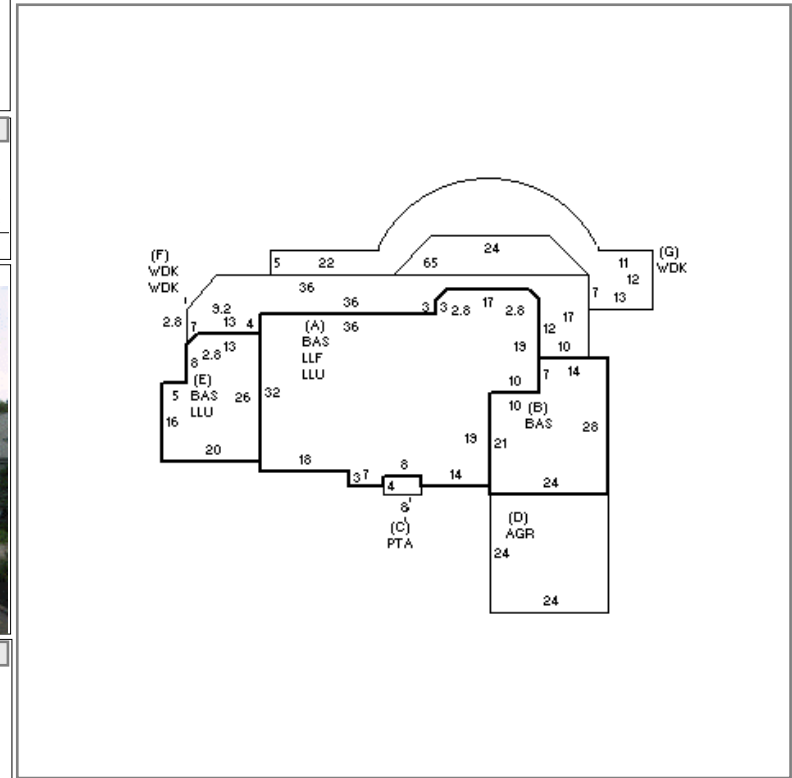 24
(F)
WDK
WDK
(G)
WDK
5 22 65 11
12
36 7 13
9.2 36 3 3 2.8 17 2.8 17
2.8 7 13 4 (A) 36 12
BAS
LLF
LLU
8 2.8 13 19 10
(E)
BAS
LLU
5 26 32 10 7 14
16 10 (B)
BAS
28
19 21
20 18 8 14 24
3 7 4
8
(C)
PTA
(D)
AGR
24
24